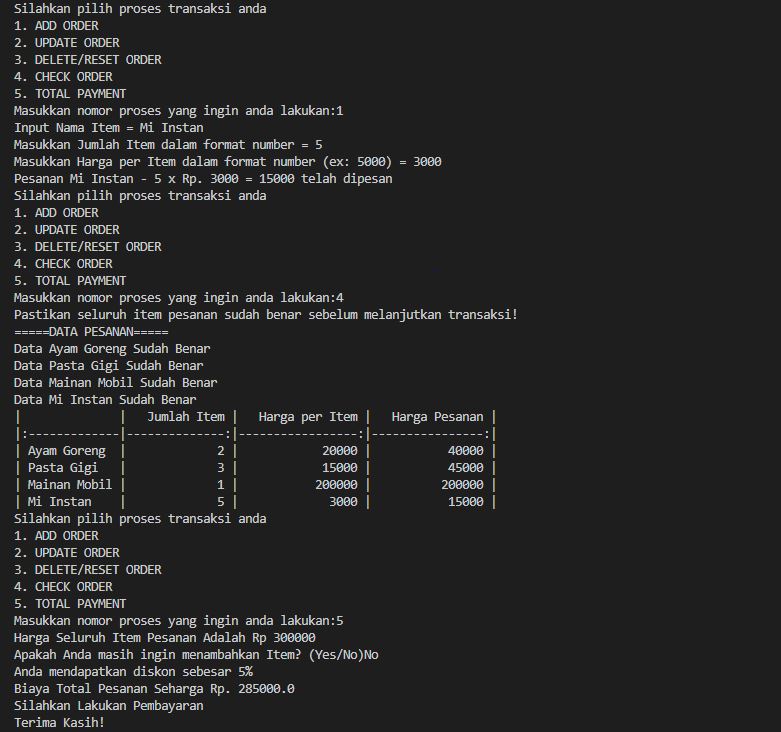 Silahkan pilih proses transaksi anda
1. ADD ORDER
2. UPDATE ORDER
3. DELETE/RESET ORDER
4. CHECK ORDER
5. TOTAL PAYMENT
Masukkan nomor proses yang ingin anda lakukan:1
Input Nama Item = Mi Instan
Masukkan Jumlah Item dalam format number = 5
Masukkan Harga per Item dalam format number (ex: 5000) = 3000
Pesanan Mi Instan - 5 x Rp. 3000 = 15000 telah dipesan
Silahkan pilih proses transaksi anda
1. ADD ORDER
2. UPDATE ORDER
3. DELETE/RESET ORDER
4. CHECK ORDER
5. TOTAL PAYMENT
Masukkan nomor proses yang ingin anda lakukan:4
Pastikan seluruh item pesanan sudah benar sebelum melanjutkan transaksi!
=====DATA PESANAN=====
Data Ayam Goreng Sudah Benar
Data Pasta Gigi Sudah Benar
Data Mainan Mobil Sudah Benar
Data Mi Instan Sudah Benar
|              |   Jumlah Item |   Harga per Item |   Harga Pesanan |
|:-------------|--------------:|-----------------:|----------------:|
| Ayam Goreng  |             2 |            20000 |           40000 |
| Pasta Gigi   |             3 |            15000 |           45000 |
| Mainan Mobil |             1 |           200000 |          200000 |
| Mi Instan    |             5 |             3000 |           15000 |
Silahkan pilih proses transaksi anda
1. ADD ORDER
2. UPDATE ORDER
3. DELETE/RESET ORDER
4. CHECK ORDER
5. TOTAL PAYMENT
Masukkan nomor proses yang ingin anda lakukan:5
Harga Seluruh Item Pesanan Adalah Rp 300000
Apakah Anda masih ingin menambahkan Item? (Yes/No)No
Anda mendapatkan diskon sebesar 5%
Biaya Total Pesanan Seharga Rp. 285000.0
Silahkan Lakukan Pembayaran
Terima Kasih!